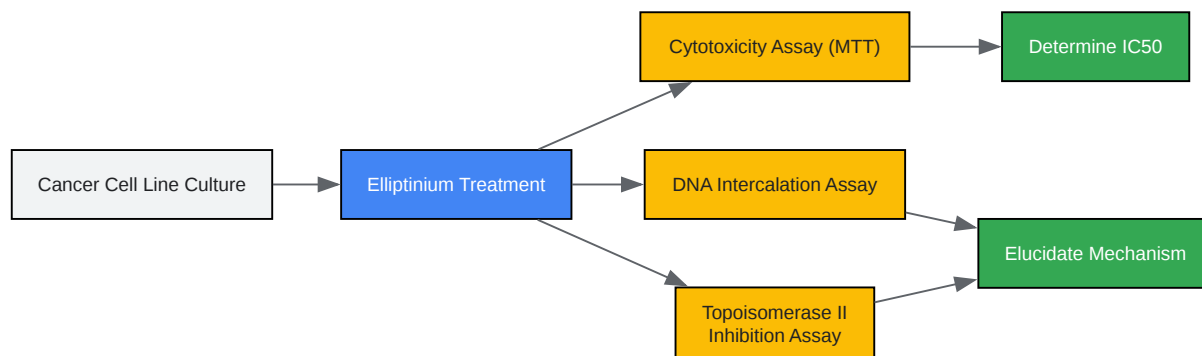 Cytotoxicity Assay (MTT)
Determine IC50
Cancer Cell Line Culture
Elliptinium Treatment
DNA Intercalation Assay
Elucidate Mechanism
Topoisomerase II
Inhibition Assay